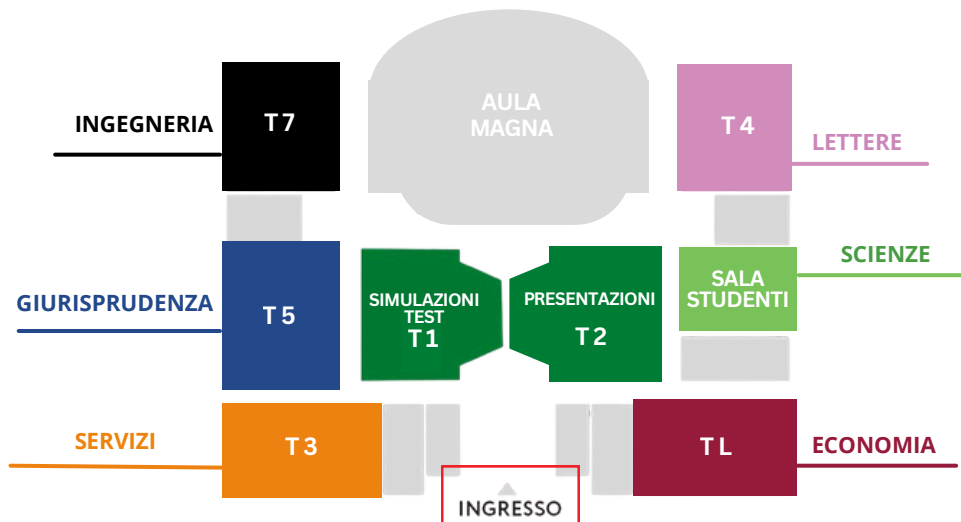 AULA
MAGNA
INGEGNERIA
T7
T4
LETTERE
GIURISPRUDENZA
T5
SIMULAZIONI
TEST
T1
PRESENTAZIONI
T2
SALA
STUDENTI
SCIENZE
SERVIZI
T3
TL
ECONOMIA
INGRESSO